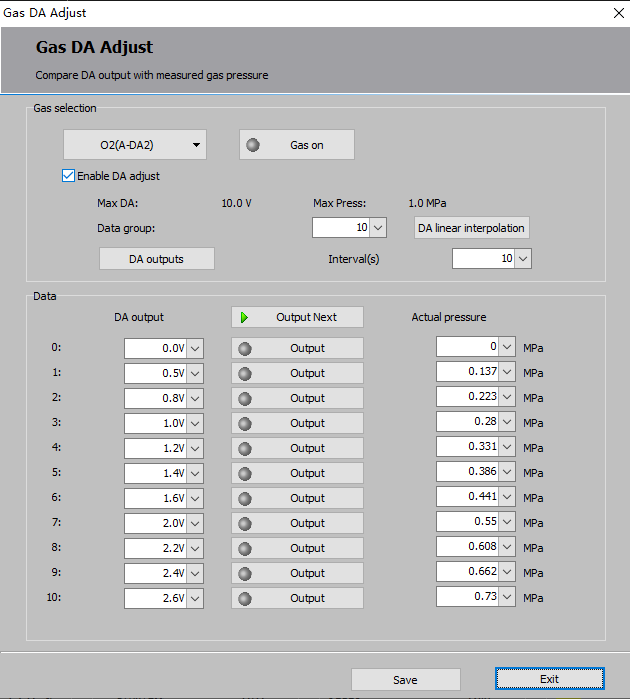 Gas DA Adjust
Gas DA Adjust
Compare DA output with measured gas pressure
Gas selection
O2(A-DA2) Gas on
Enable DA adjust
Max DA: 10.0 V Max Press: 1.0 MPa
Data group: 10 DA linear interpolation
DA outputs Interval(s) 10
Data
DA output Output Next Actual pressure
0: 0.0V Output 0 MPa
1: 0.5V Output 0.137 MPa
2: 0.8V Output 0.223 MPa
3: 1.0V Output 0.28 MPa
4: 1.2V Output 0.331 MPa
5: 1.4V Output 0.386 MPa
6: 1.6V Output 0.441 MPa
7: 2.0V Output 0.55 MPa
8: 2.2V Output 0.608 MPa
9: 2.4V Output 0.662 MPa
10: 2.6V Output 0.73 MPa
Save Exit